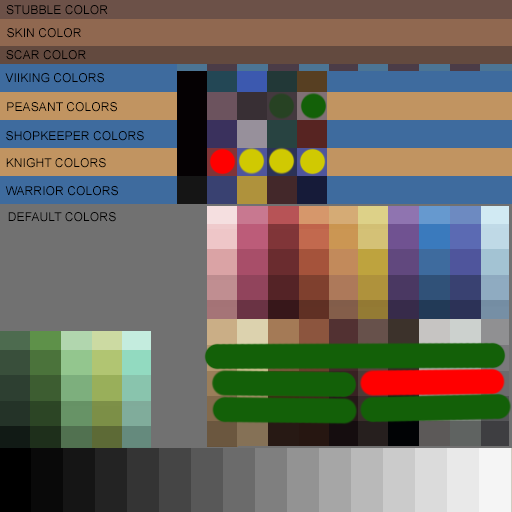 STUBBLE COLOR
SKIN COLOR
SCAR COLOR
VIIKING COLORS
PEASANT COLORS
SHOPKEEPER COLORS
KNIGHT COLORS
WARRIOR COLORS
DEFAULT COLORS